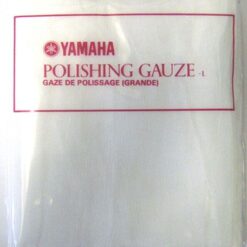 YAMAHA
POLISHING GAUZE -L
GAZE DE POLISSAGE (GRANDE)